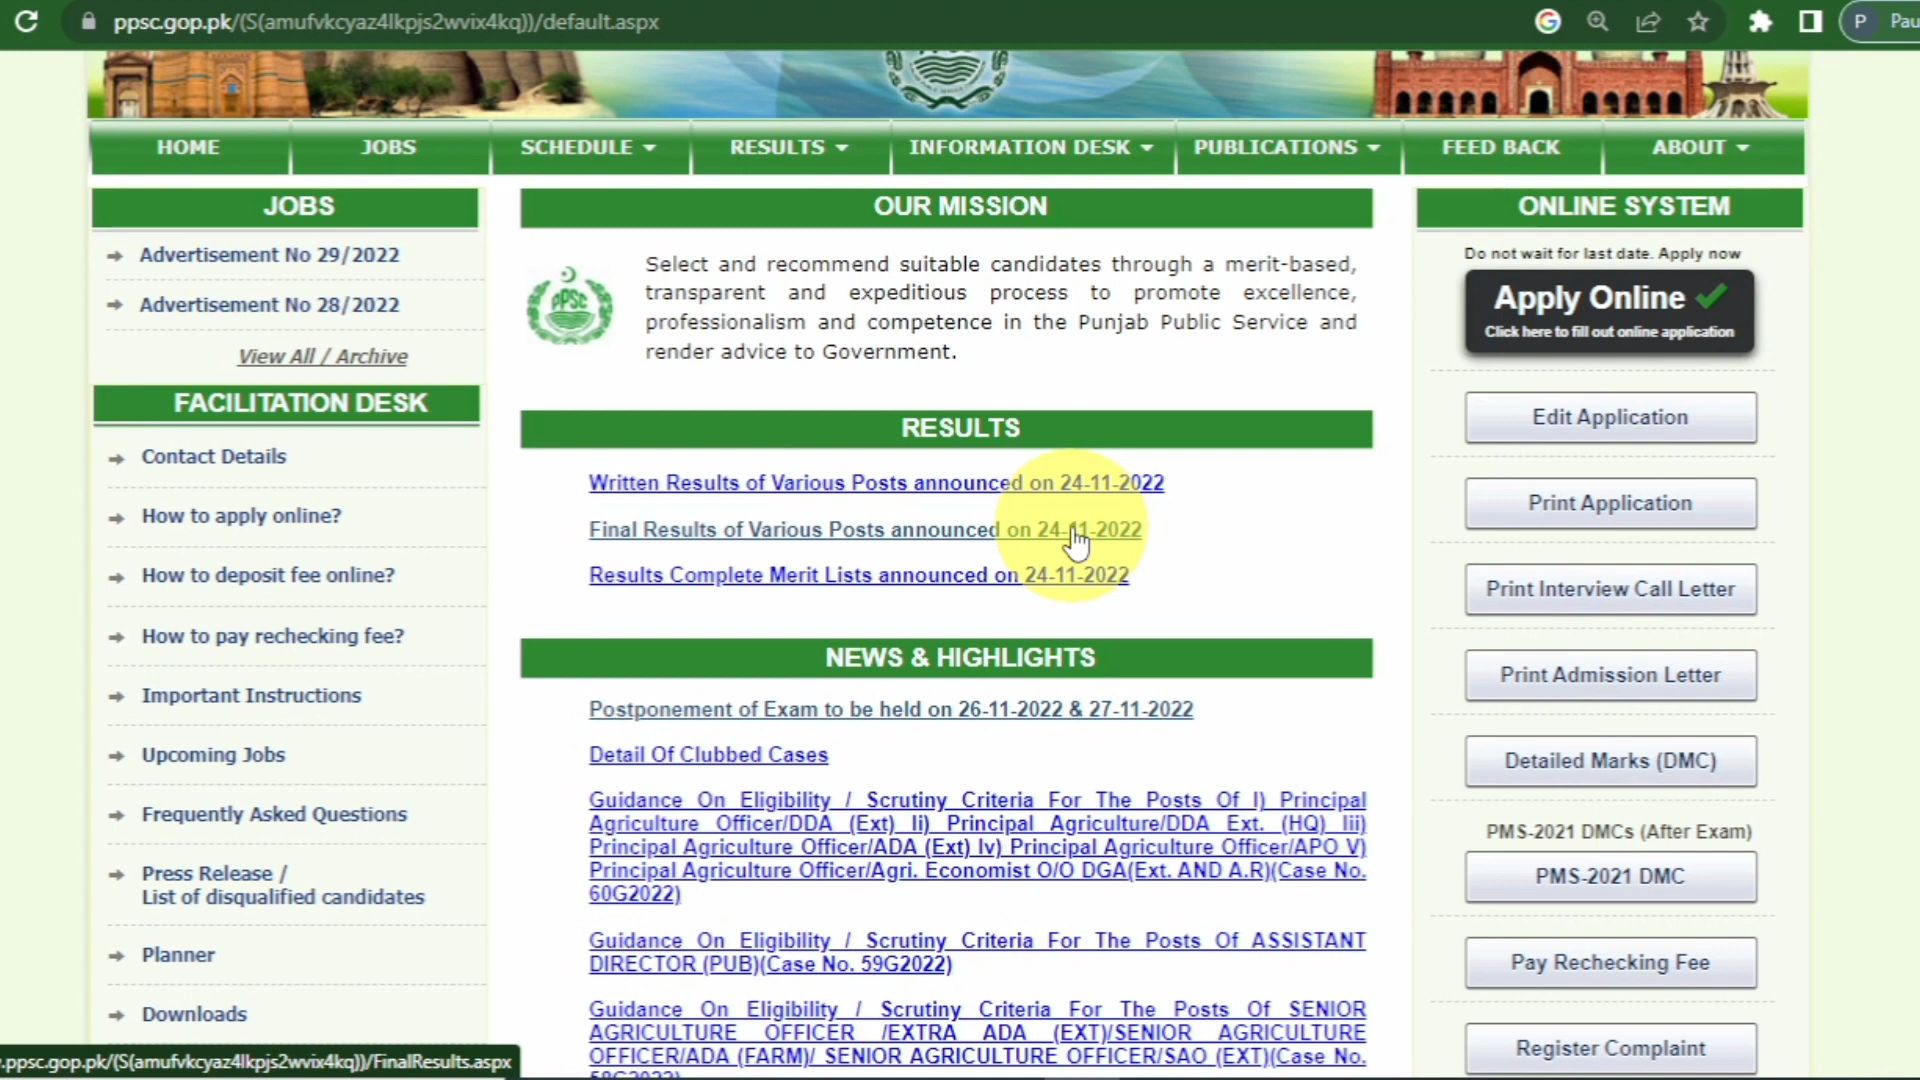 ppsc.gop.pk/(S(amufvkcyaz4lkpjs2wvix4kq))/default.aspx
P Pau
HOME JOBS SCHEDULE RESULTS INFORMATION DESK PUBLICATIONS FEED BACK ABOUT
JOBS
Advertisement No 29/2022
Advertisement No 28/2022
View All / Archive
FACILITATION DESK
Contact Details
How to apply online?
How to deposit fee online?
How to pay rechecking fee?
Important Instructions
Upcoming Jobs
Frequently Asked Questions
Press Release /
List of disqualified candidates
Planner
Downloads
OUR MISSION
PPSC
Select and recommend suitable candidates through a merit-based,
transparent and expeditious process to promote excellence,
professionalism and competence in the Punjab Public Service and
render advice to Government.
RESULTS
Written Results of Various Posts announced on 24-11-2022
Final Results of Various Posts announced on 24-11-2022
Results Complete Merit Lists announced on 24-11-2022
NEWS & HIGHLIGHTS
Postponement of Exam to be held on 26-11-2022 & 27-11-2022
Detail Of Clubbed Cases
Guidance On Eligibility / Scrutiny Criteria For The Posts Of I) Principal
Agriculture Officer/DDA (Ext) Ii) Principal Agriculture/DDA Ext. (HQ) Iii)
Principal Agriculture Officer/ADA (Ext) Iv) Principal Agriculture Officer/APO V)
Principal Agriculture Officer/Agri. Economist O/O DGA(Ext. AND A.R)(Case No.
60G2022)
Guidance On Eligibility / Scrutiny Criteria For The Posts Of ASSISTANT
DIRECTOR (PUB)(Case No. 59G2022)
Guidance On Eligibility / Scrutiny Criteria For The Posts Of SENIOR
AGRICULTURE OFFICER /EXTRA ADA (EXT)/SENIOR AGRICULTURE
OFFICER/ADA (FARM)/ SENIOR AGRICULTURE OFFICER/SAO (EXT)(Case No.
58G2022)
ONLINE SYSTEM
Do not wait for last date. Apply now
Apply Online
Click here to fill out online application
Edit Application
Print Application
Print Interview Call Letter
Print Admission Letter
Detailed Marks (DMC)
PMS-2021 DMCs (After Exam)
PMS-2021 DMC
Pay Rechecking Fee
Register Complaint
.ppsc.gop.pk/(S(amufvkcyaz4lkpjs2wvix4kq))/FinalResults.aspx